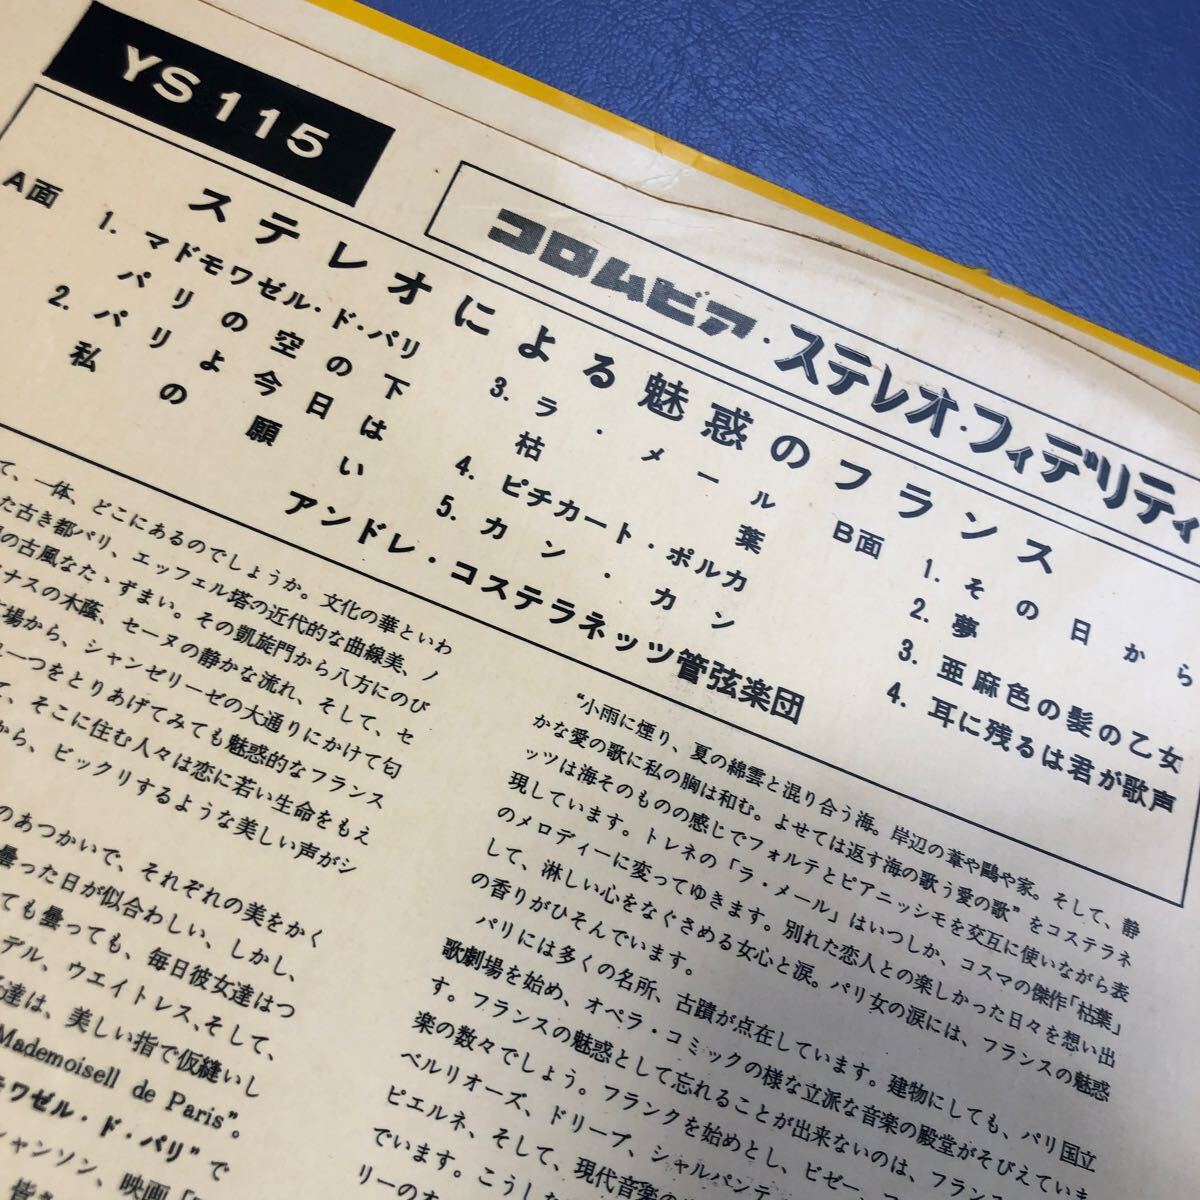 YS 115
コロムビア・ステレオ・フィデリティ
ステレオによる魅惑のフランス
A面
1. マドモワゼル・ド・パリ
パリの空の下
2. パリよ今日は
私の願い
3. ラ・メール
枯葉
4. ピチカート・ポルカ
5. カン・カン
B面
1. その日から
2. 夢
3. 亜麻色の髪の乙女
4. 耳に残るは君が歌声
アンドレ・コステラネッツ管弦楽団
て、一体、どこにあるのでしょうか。文化の華といわ
た古き都パリ、エッフェル塔の近代的な曲線美、ノ
の古風なたゝずまい。その凱旋門から八方にのび
ナスの木蔭、セーヌの静かな流れ、そして、セ
場から、シャンゼリーゼの大通りにかけて匂
一つをとりあげてみても魅惑的なフランス
て、そこに住む人々は恋に若い生命をもえ
から、ビックリするような美しい声がシ
のあつかいで、それぞれの美をかく
曇った日が似合わしい、しかし、
ても曇っても、毎日彼女達はつ
デル、ウエイトレス、そして、
達は、美しい指で仮縫いし
Mademoisell de Paris”。
ラワゼル・ド・パリ”で
シャンソン、映画「
“小雨に煙り、夏の綿雲と混り合う海。岸辺の葦や鷗や家。そして、静
かな愛の歌に私の胸は和む。よせては返す海の歌う愛の歌”をコステラネ
ッツは海そのものの感じでフォルテとピアニッシモを交互に使いながら表
現しています。トレネの「ラ・メール」はいつしか、コスマの傑作「枯葉」
のメロディーに変ってゆきます。別れた恋人との楽しかった日々を想い出
して、淋しい心をなぐさめる女心と涙。パリ女の涙には、フランスの魅惑
の香りがひそんでいます。
パリには多くの名所、古蹟が点在しています。建物にしても、パリ国立
歌劇場を始め、オペラ・コミックの様な立派な音楽の殿堂がそびえていま
す。フランスの魅惑として忘れることが出来ないのは、フラン
楽の数々でしょう。フランクを始めとし、ビゼー、
ベルリオーズ、ドリーブ、シャルパンテ
ピエルネ、そして、現代音楽の
でいます。こうした
リーのオ